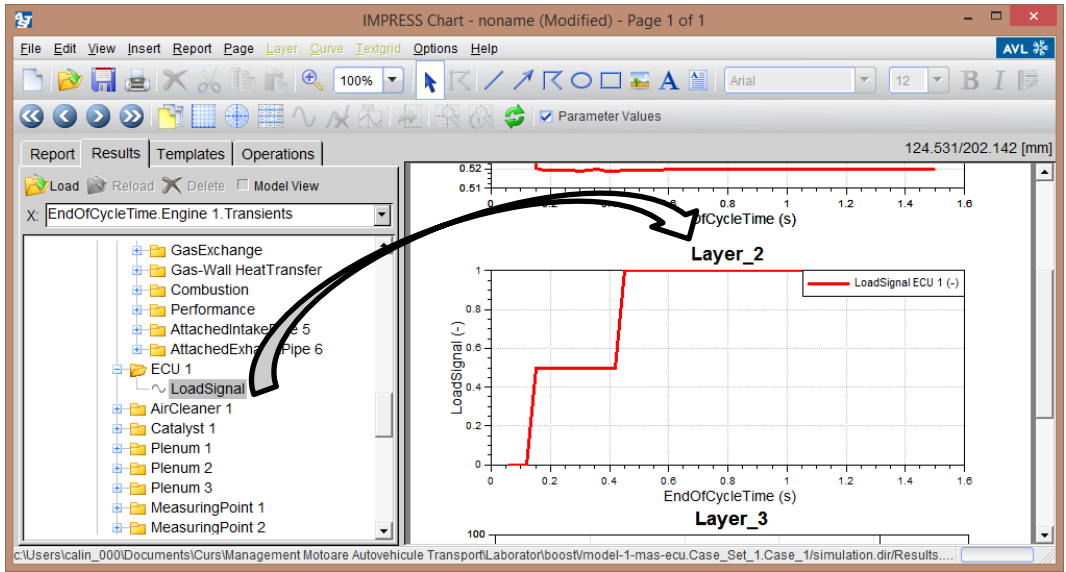 IMPRESS Chart - noname (Modified) - Page 1 of 1
File Edit View Insert Report Page Layer Curve Textgrid Options Help AVL
100% A Arial 12 B I
Parameter Values
Report Results Templates Operations 124.531/202.142 [mm]
Load Reload Delete Model View
X: EndOfCycleTime.Engine 1.Transients
GasExchange
Gas-Wall HeatTransfer
Combustion
Performance
AttachedIntake 5
AttachedExha Pipe 6
ECU 1
LoadSignal
AirCleaner 1
Catalyst 1
Plenum 1
Plenum 2
Plenum 3
MeasuringPoint 1
MeasuringPoint 2
0.52
0.51
0 0.2 0.4 0.6 0.8 1 1.2 1.4 1.6
OfCycleTime (s)
Layer_2
LoadSignal ECU 1 (-)
LoadSignal (-)
1
0.8
0.6
0.4
0.2
0
0 0.2 0.4 0.6 0.8 1 1.2 1.4 1.6
EndOfCycleTime (s)
Layer_3
100
c:\Users\calin_000\Documents\Curs\Management Motoare Autovehicule Transport\Laborator\boost\model-1-mas-ecu.Case_Set_1.Case_1/simulation.dir/Results....